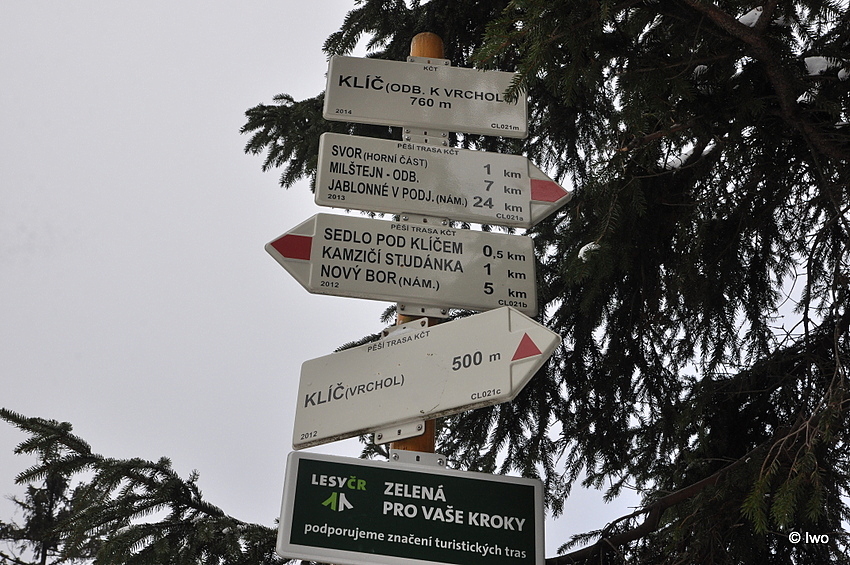 KČT
KLÍČ (ODB. K VRCHOLU)
760 m
2014 CL021m
PĚŠÍ TRASA KČT
SVOR (HORNÍ ČÁST) 1 km
MILŠTEJN - ODB. 7 km
JABLONNÉ V PODJ. (NÁM.) 24 km
2013 CL021a
PĚŠÍ TRASA KČT
SEDLO POD KLÍČEM 0,5 km
KAMZIČÍ STUDÁNKA 1 km
NOVÝ BOR (NÁM.) 5 km
2012 CL021b
PĚŠÍ TRASA KČT
KLÍČ (VRCHOL) 500 m
2012 CL021c
LESY ČR
ZELENÁ
PRO VAŠE KROKY
podporujeme značení turistických tras
© Iwo